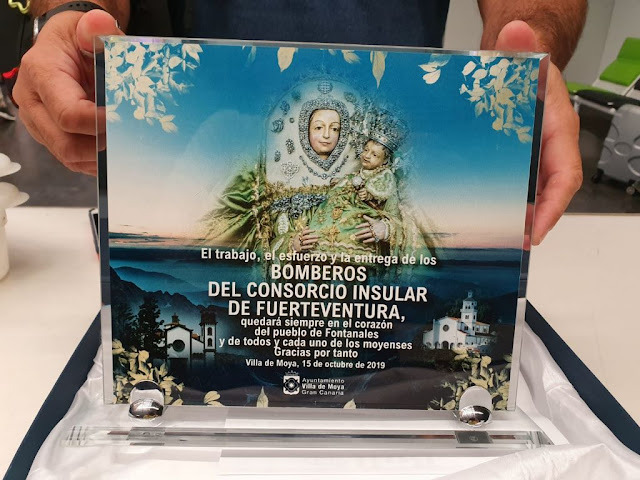 El trabajo, el esfuerzo y la entrega de los
BOMBEROS
DEL CONSORCIO INSULAR
DE FUERTEVENTURA,
quedará siempre en el corazón
del pueblo de Fontanales
y de todos y cada uno de los moyenses
Gracias por tanto
Villa de Moya, 15 de octubre de 2019
Ayuntamiento
Villa de Moya
Gran Canaria